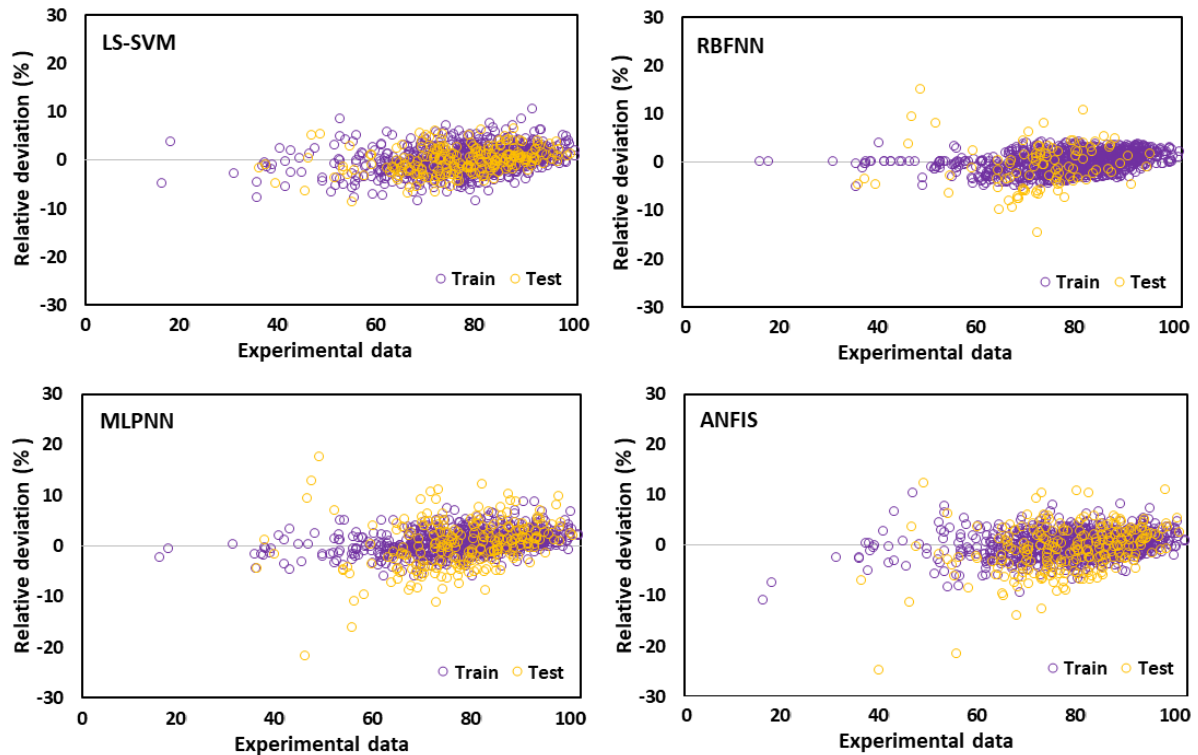 LS-SVM
Relative deviation (% )
30
20
10
0
-10
-20
-30
Train Test
0 20 40 60 80 100
Experimental data
RBFNN
Relative deviation (% )
30
20
10
0
-10
-20
-30
Train Test
0 20 40 60 80 100
Experimental data
MLPNN
Relative deviation (% )
30
20
10
0
-10
-20
-30
Train Test
0 20 40 60 80 100
Experimental data
ANFIS
Relative deviation (% )
30
20
10
0
-10
-20
-30
Train Test
0 20 40 60 80 100
Experimental data